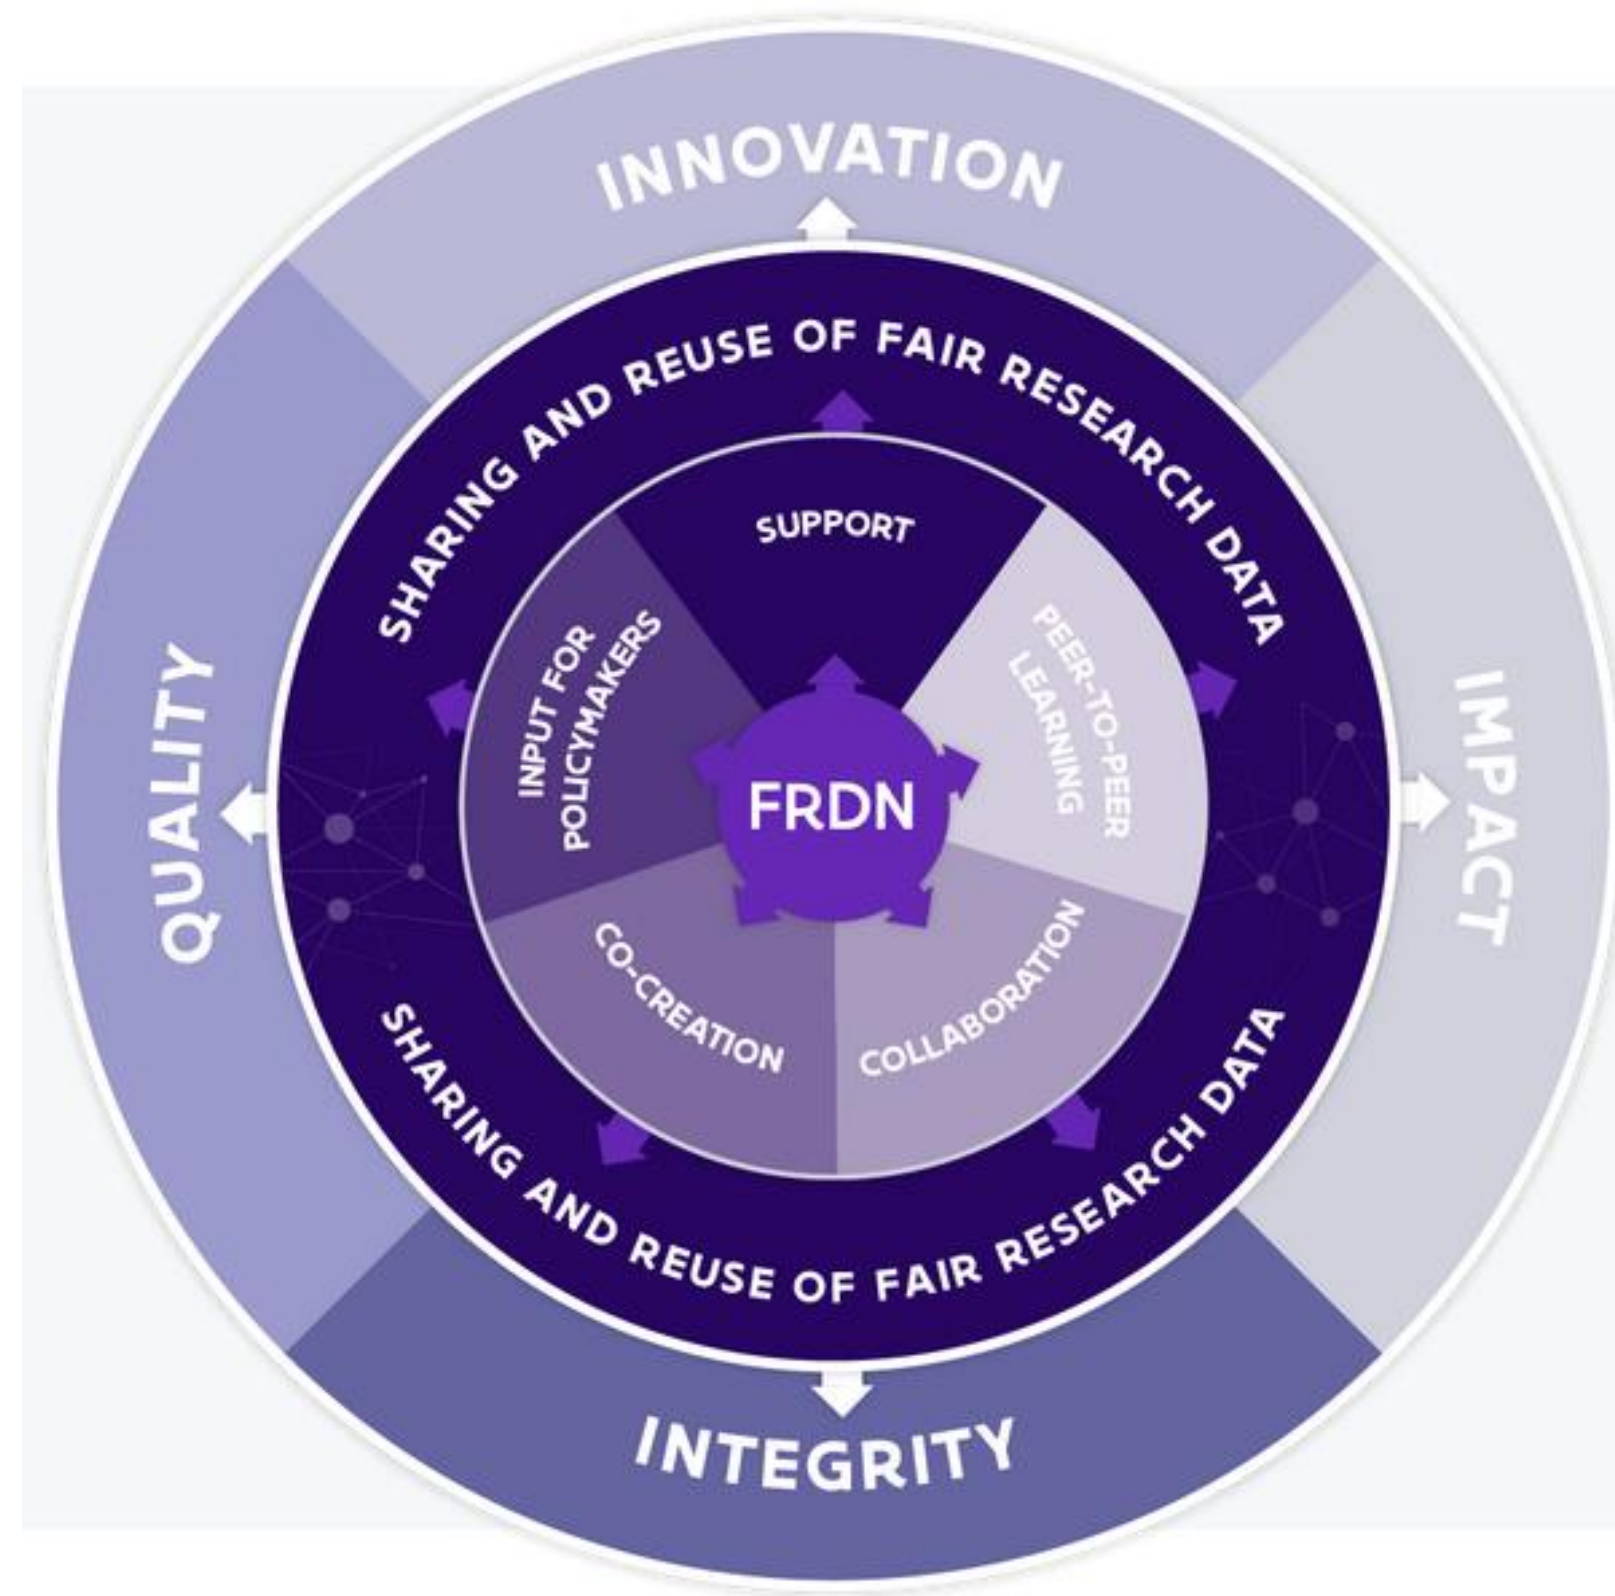 INNOVATION
SHARING AND REUSE OF FAIR RESEARCH DATA
SUPPORT
INPUT FOR
POLICYMAKERS
PEER-TO-PEER
LEARNING
FRDN
QUALITY
IMPACT
CO-CREATION
COLLABORATION
SHARING AND REUSE OF FAIR RESEARCH DATA
INTEGRITY